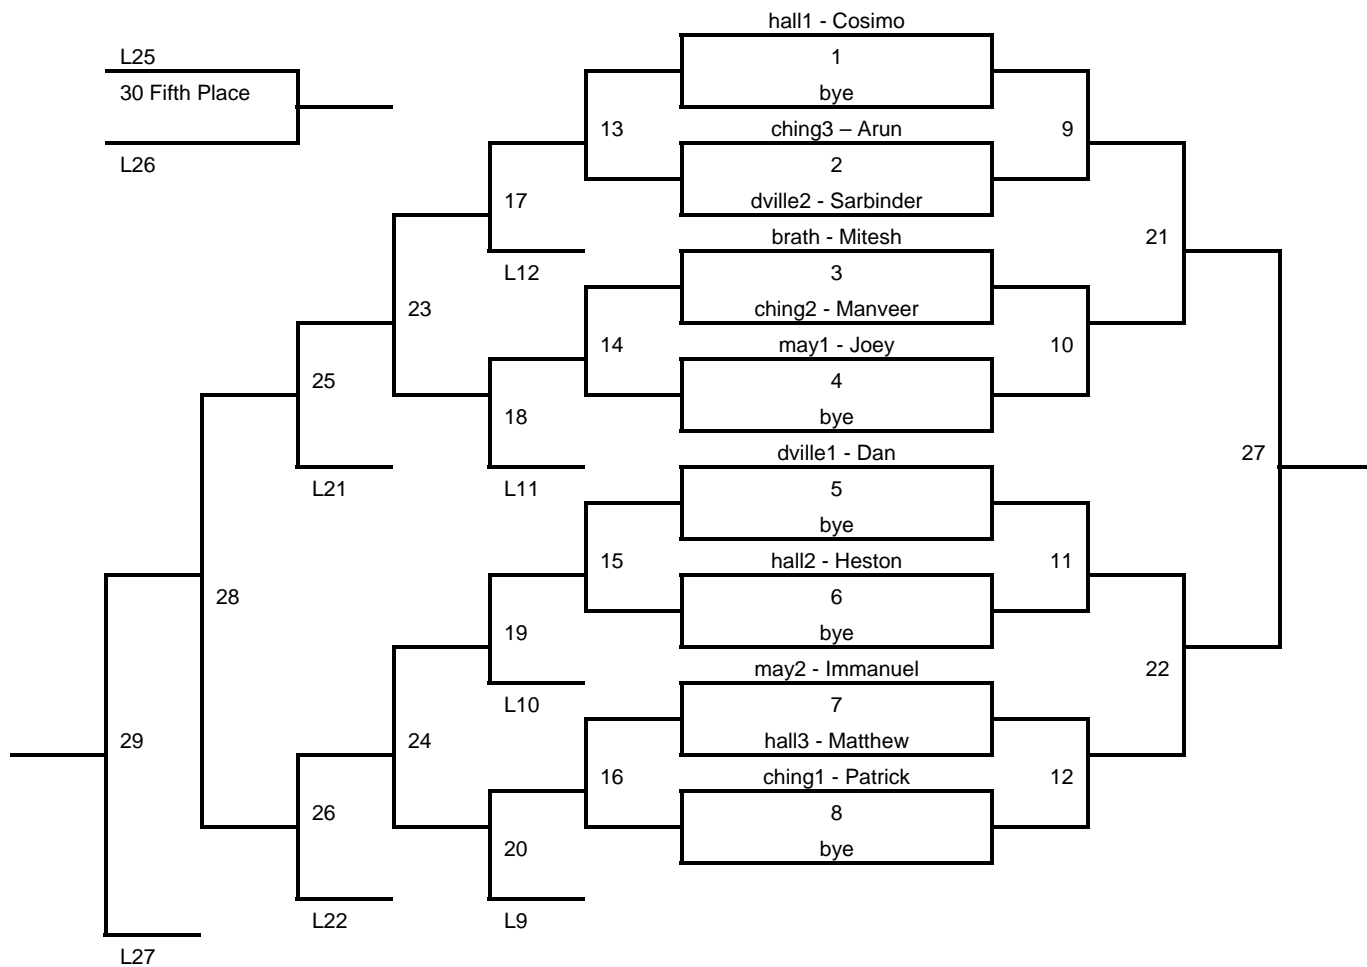 hall1 - Cosimo
L25
1
30 Fifth Place
bye
13
ching3 – Arun
9
L26
2
17
dville2 - Sarbinder
brath - Mitesh
21
L12
3
23
ching2 - Manveer
14
may1 - Joey
10
25
4
18
bye
dville1 - Dan
27
L21
L11
5
bye
15
hall2 - Heston
11
28
6
19
bye
may2 - Immanuel
22
L10
7
29
24
hall3 - Matthew
16
ching1 - Patrick
12
26
8
20
bye
L22
L9
L27